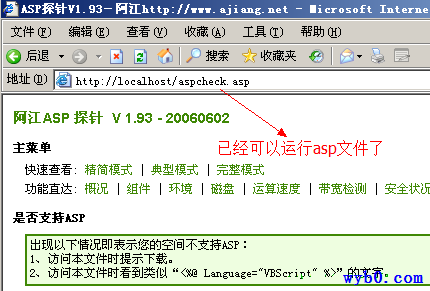 ASP探针V1.93－阿江http://www.ajiang.net - Microsoft Internet
文件(F) 编辑(E) 查看(V) 收藏(A) 工具(T) 帮助(H)
后退 搜索 收藏夹
地址(D) http://localhost/aspcheck.asp
阿江ASP 探针 V 1.93 - 20060602
已经可以运行asp文件了
主菜单
快速查看: 精简模式 | 典型模式 | 完整模式
功能直达: 概况 | 组件 | 环境 | 磁盘 | 运算速度 | 带宽检测 | 安全状况
是否支持ASP
出现以下情况即表示您的空间不支持ASP：
1、访问本文件时提示下载。
2、访问本文件时看到类似“<%@ Language="VBScript" %>”的文字。
wyb0.com